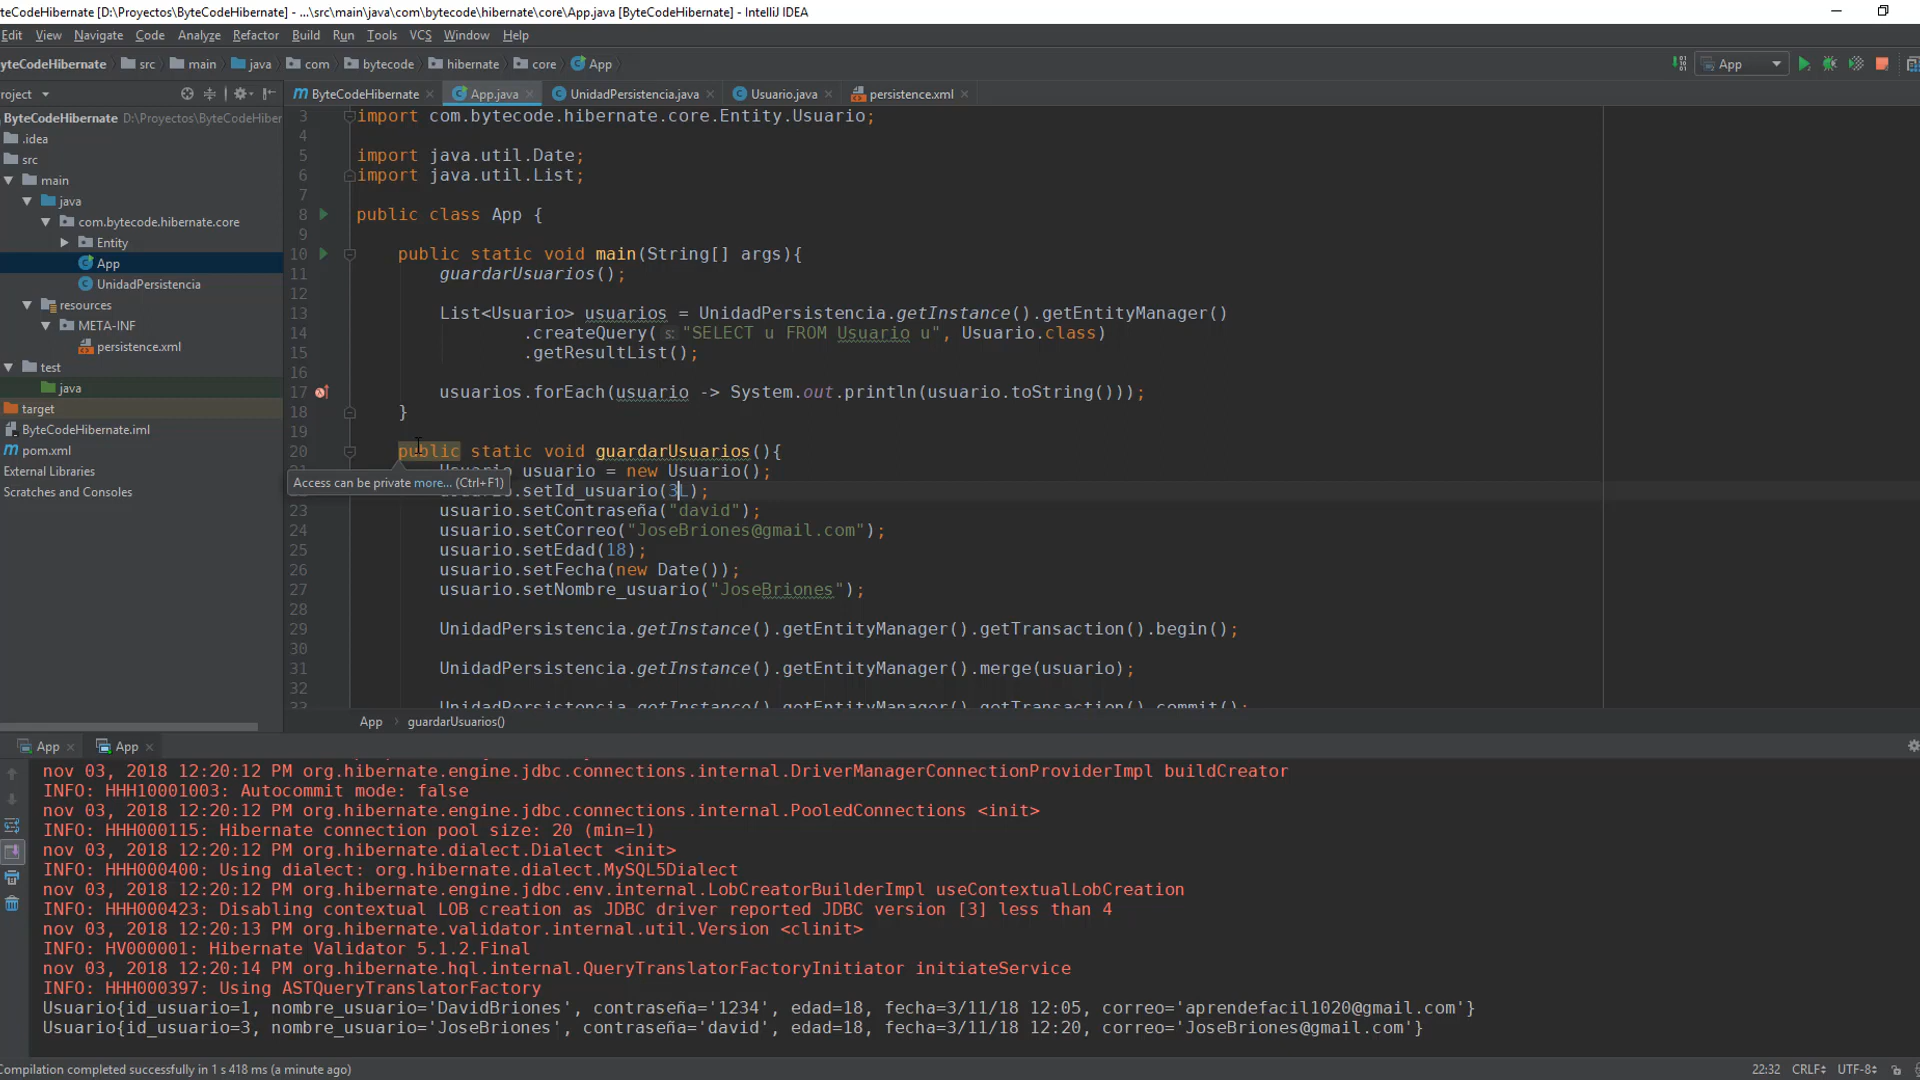 teCodeHibernate [D:\Proyectos\ByteCodeHibernate] - ...\src\main\java\com\bytecode\hibernate\core\App.java [ByteCodeHibernate] - IntelliJ IDEA
Edit View Navigate Code Analyze Refactor Build Run Tools VCS Window Help
yteCodeHibernate src main java com bytecode hibernate core App App
roject ByteCodeHibernate App.java UnidadPersistencia.java Usuario.java persistence.xml
ByteCodeHibernate D:\Proyectos\ByteCodeHiber
.idea
src
main
java
com.bytecode.hibernate.core
Entity
App
UnidadPersistencia
resources
META-INF
persistence.xml
test
java
target
ByteCodeHibernate.iml
pom.xml
External Libraries
Scratches and Consoles
3 import com.bytecode.hibernate.core.Entity.Usuario;
4
5 import java.util.Date;
6 import java.util.List;
7
8 public class App {
9
10 public static void main(String[] args){
11 guardarUsuarios();
12
13 List<Usuario> usuarios = UnidadPersistencia.getInstance().getEntityManager()
14 .createQuery( s: "SELECT u FROM Usuario u", Usuario.class)
15 .getResultList();
16
17 usuarios.forEach(usuario -> System.out.println(usuario.toString()));
18 }
19
20 public static void guardarUsuarios(){
Usuario usuario = new Usuario();
Access can be private more... (Ctrl+F1)
.setId_usuario(3L);
23 usuario.setContraseña("david");
24 usuario.setCorreo("JoseBriones@gmail.com");
25 usuario.setEdad(18);
26 usuario.setFecha(new Date());
27 usuario.setNombre_usuario("JoseBriones");
28
29 UnidadPersistencia.getInstance().getEntityManager().getTransaction().begin();
30
31 UnidadPersistencia.getInstance().getEntityManager().merge(usuario);
32
UnidadPersistencia.getInstance().getEntityManager().getTransaction().commit();
App guardarUsuarios()
App App
nov 03, 2018 12:20:12 PM org.hibernate.engine.jdbc.connections.internal.DriverManagerConnectionProviderImpl buildCreator
INFO: HHH10001003: Autocommit mode: false
nov 03, 2018 12:20:12 PM org.hibernate.engine.jdbc.connections.internal.PooledConnections <init>
INFO: HHH000115: Hibernate connection pool size: 20 (min=1)
nov 03, 2018 12:20:12 PM org.hibernate.dialect.Dialect <init>
INFO: HHH000400: Using dialect: org.hibernate.dialect.MySQL5Dialect
nov 03, 2018 12:20:12 PM org.hibernate.engine.jdbc.env.internal.LobCreatorBuilderImpl useContextualLobCreation
INFO: HHH000423: Disabling contextual LOB creation as JDBC driver reported JDBC version [3] less than 4
nov 03, 2018 12:20:13 PM org.hibernate.validator.internal.util.Version <clinit>
INFO: HV000001: Hibernate Validator 5.1.2.Final
nov 03, 2018 12:20:14 PM org.hibernate.hql.internal.QueryTranslatorFactoryInitiator initiateService
INFO: HHH000397: Using ASTQueryTranslatorFactory
Usuario{id_usuario=1, nombre_usuario='DavidBriones', contraseña='1234', edad=18, fecha=3/11/18 12:05, correo='aprendefacil1020@gmail.com'}
Usuario{id_usuario=3, nombre_usuario='JoseBriones', contraseña='david', edad=18, fecha=3/11/18 12:20, correo='JoseBriones@gmail.com'}
Compilation completed successfully in 1 s 418 ms (a minute ago) 22:32 CRLF UTF-8